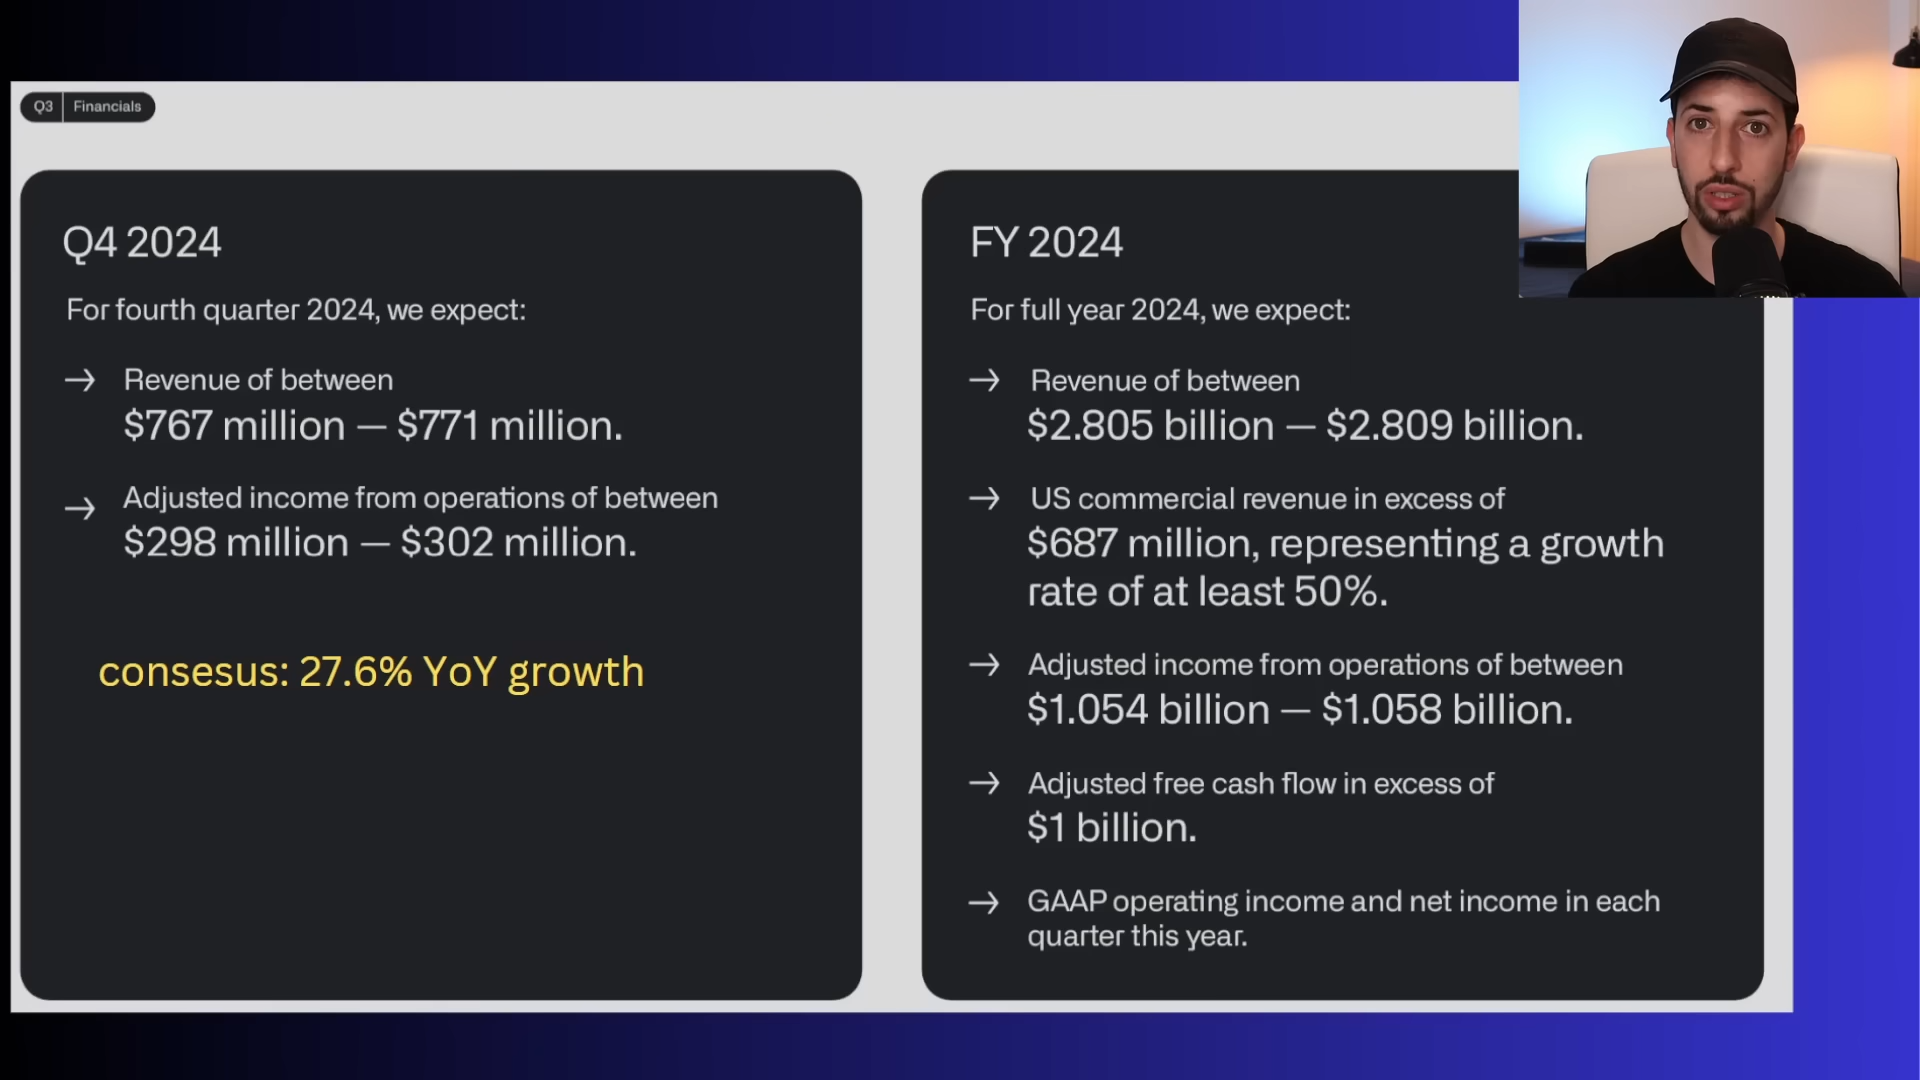 Q3 Financials
Q4 2024
For fourth quarter 2024, we expect:
→ Revenue of between
$767 million — $771 million.
→ Adjusted income from operations of between
$298 million — $302 million.
consesus: 27.6% YoY growth
FY 2024
For full year 2024, we expect:
→ Revenue of between
$2.805 billion — $2.809 billion.
→ US commercial revenue in excess of
$687 million, representing a growth
rate of at least 50%.
→ Adjusted income from operations of between
$1.054 billion — $1.058 billion.
→ Adjusted free cash flow in excess of
$1 billion.
→ GAAP operating income and net income in each
quarter this year.